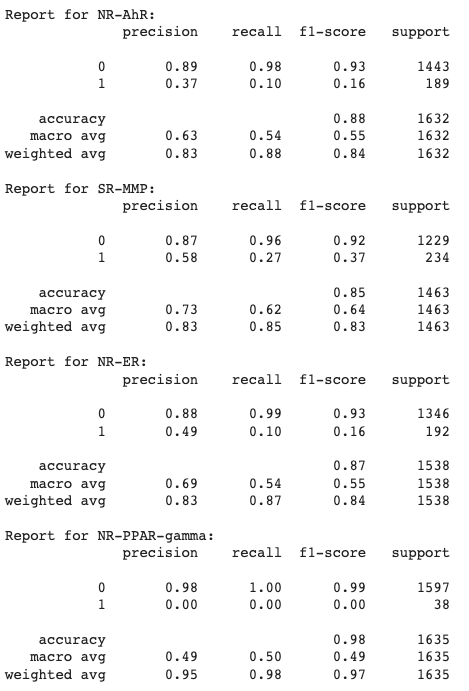 Report for NR-AhR:
precision recall f1-score support
0 0.89 0.98 0.93 1443
1 0.37 0.10 0.16 189
accuracy 0.88 1632
macro avg 0.63 0.54 0.55 1632
weighted avg 0.83 0.88 0.84 1632
Report for SR-MMP:
precision recall f1-score support
0 0.87 0.96 0.92 1229
1 0.58 0.27 0.37 234
accuracy 0.85 1463
macro avg 0.73 0.62 0.64 1463
weighted avg 0.83 0.85 0.83 1463
Report for NR-ER:
precision recall f1-score support
0 0.88 0.99 0.93 1346
1 0.49 0.10 0.16 192
accuracy 0.87 1538
macro avg 0.69 0.54 0.55 1538
weighted avg 0.83 0.87 0.84 1538
Report for NR-PPAR-gamma:
precision recall f1-score support
0 0.98 1.00 0.99 1597
1 0.00 0.00 0.00 38
accuracy 0.98 1635
macro avg 0.49 0.50 0.49 1635
weighted avg 0.95 0.98 0.97 1635